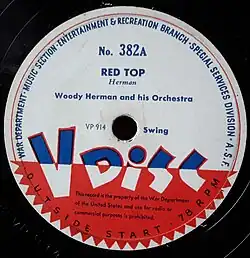 WAR DEPARTMENT·MUSIC SECTION·ENTERTAINMENT & RECREATION BRANCH·SPECIAL SERVICES DIVISION·A.S.F.
No. 382A
RED TOP
Herman
Woody Herman and his Orchestra
VP 914
Swing
V DISC
This record is the property of the War Department
of the United States and use for radio or
commercial purposes is prohibited.
OUTSIDE START·78 RPM